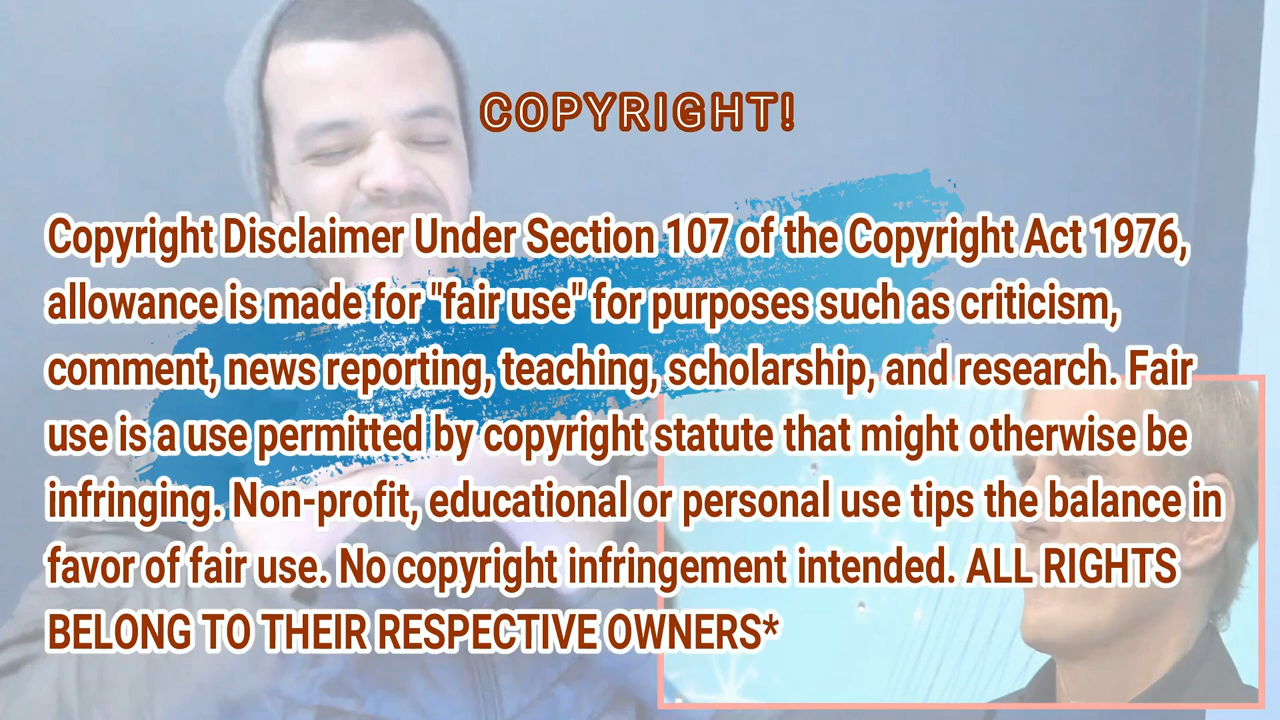 COPYRIGHT!
Copyright Disclaimer Under Section 107 of the Copyright Act 1976,
allowance is made for "fair use" for purposes such as criticism,
comment, news reporting, teaching, scholarship, and research. Fair
use is a use permitted by copyright statute that might otherwise be
infringing. Non-profit, educational or personal use tips the balance in
favor of fair use. No copyright infringement intended. ALL RIGHTS
BELONG TO THEIR RESPECTIVE OWNERS*